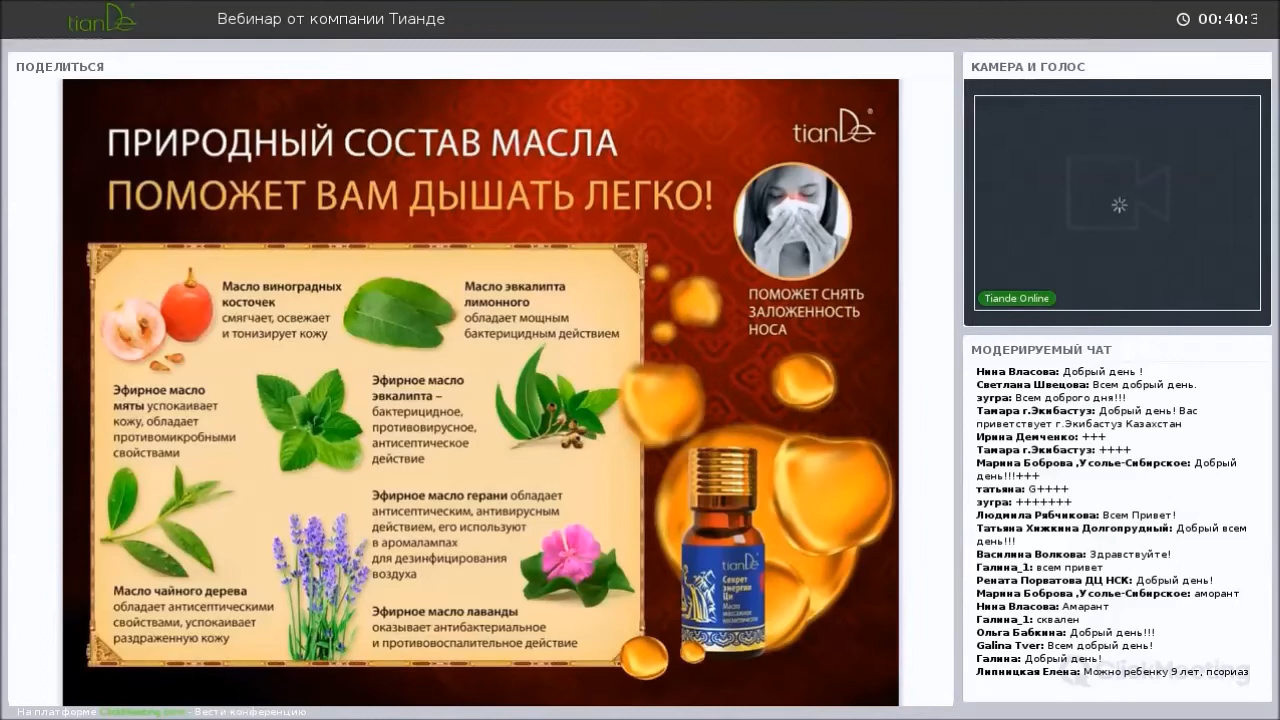 tianDe
Вебинар от компании Тианде
00:40:3
ПОДЕЛИТЬСЯ
ПРИРОДНЫЙ СОСТАВ МАСЛА
ПОМОЖЕТ ВАМ ДЫШАТЬ ЛЕГКО!
tianDe®
ПОМОЖЕТ СНЯТЬ
ЗАЛОЖЕННОСТЬ
НОСА
Масло виноградных
косточек
смягчает, освежает
и тонизирует кожу
Масло эвкалипта
лимонного
обладает мощным
бактерицидным действием
Эфирное масло
мяты успокаивает
кожу, обладает
противомикробными
свойствами
Эфирное масло
эвкалипта –
бактерицидное,
противовирусное,
антисептическое
действие
Эфирное масло герани обладает
антисептическим, антивирусным
действием, его используют
в аромалампах
для дезинфицирования
воздуха
Масло чайного дерева
обладает антисептическими
свойствами, успокаивает
раздраженную кожу
Эфирное масло лаванды
оказывает антибактериальное
и противовоспалительное действие
tianDe
Секрет
энергии
Ци
Масло
массажное
косметическое
КАМЕРА И ГОЛОС
Tiande Online
МОДЕРИРУЕМЫЙ ЧАТ
Нина Власова: Добрый день !
Светлана Швецова: Всем добрый день.
зугра: Всем доброго дня!!!
Тамара г.Экибастуз: Добрый день! Вас
приветствует г.Экибастуз Казахстан
Ирина Демченко: +++
Тамара г.Экибастуз: ++++
Марина Боброва ,Усолье-Сибирское: Добрый
день!!!+++
татьяна: G++++
зугра: +++++++
Людмила Рябчикова: Всем Привет!
Татьяна Хижкина Долгопрудный: Добрый всем
день!!!
Василина Волкова: Здравствуйте!
Галина_1: всем привет
Рената Порватова ДЦ НСК: Добрый день!
Марина Боброва ,Усолье-Сибирское: аморант
Нина Власова: Амарант
Галина_1: сквален
Ольга Бабкина: Добрый день!!!
Galina Tver: Всем добрый день!
Галина: Добрый день!
Липницкая Елена: Можно ребенку 9 лет, псориаз
ClickMeeting
На платформе ClickMeeting.com - Вести конференцию